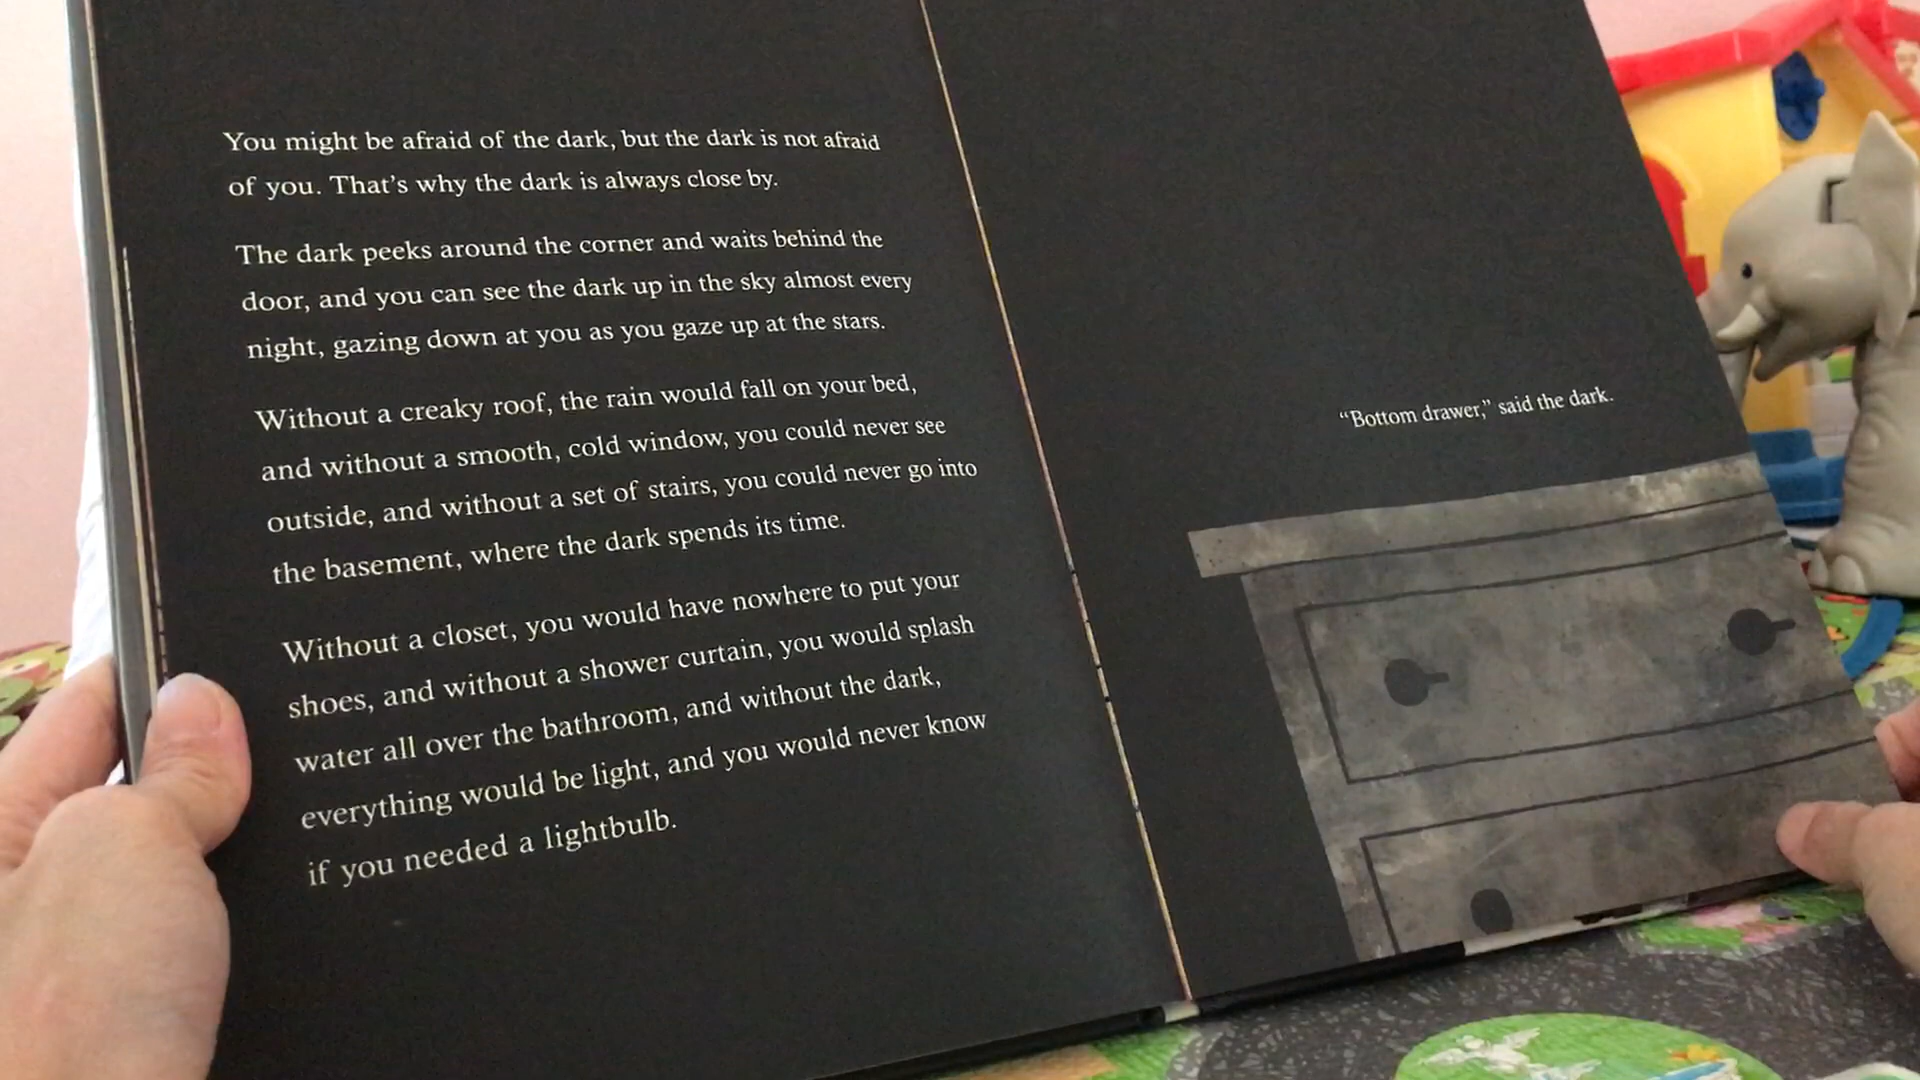 You might be afraid of the dark, but the dark is not afraid
of you. That's why the dark is always close by.
The dark peeks around the corner and waits behind the
door, and you can see the dark up in the sky almost every
night, gazing down at you as you gaze up at the stars.
Without a creaky roof, the rain would fall on your bed,
and without a smooth, cold window, you could never see
outside, and without a set of stairs, you could never go into
the basement, where the dark spends its time.
Without a closet, you would have nowhere to put your
shoes, and without a shower curtain, you would splash
water all over the bathroom, and without the dark,
everything would be light, and you would never know
if you needed a lightbulb.
“Bottom drawer,” said the dark.